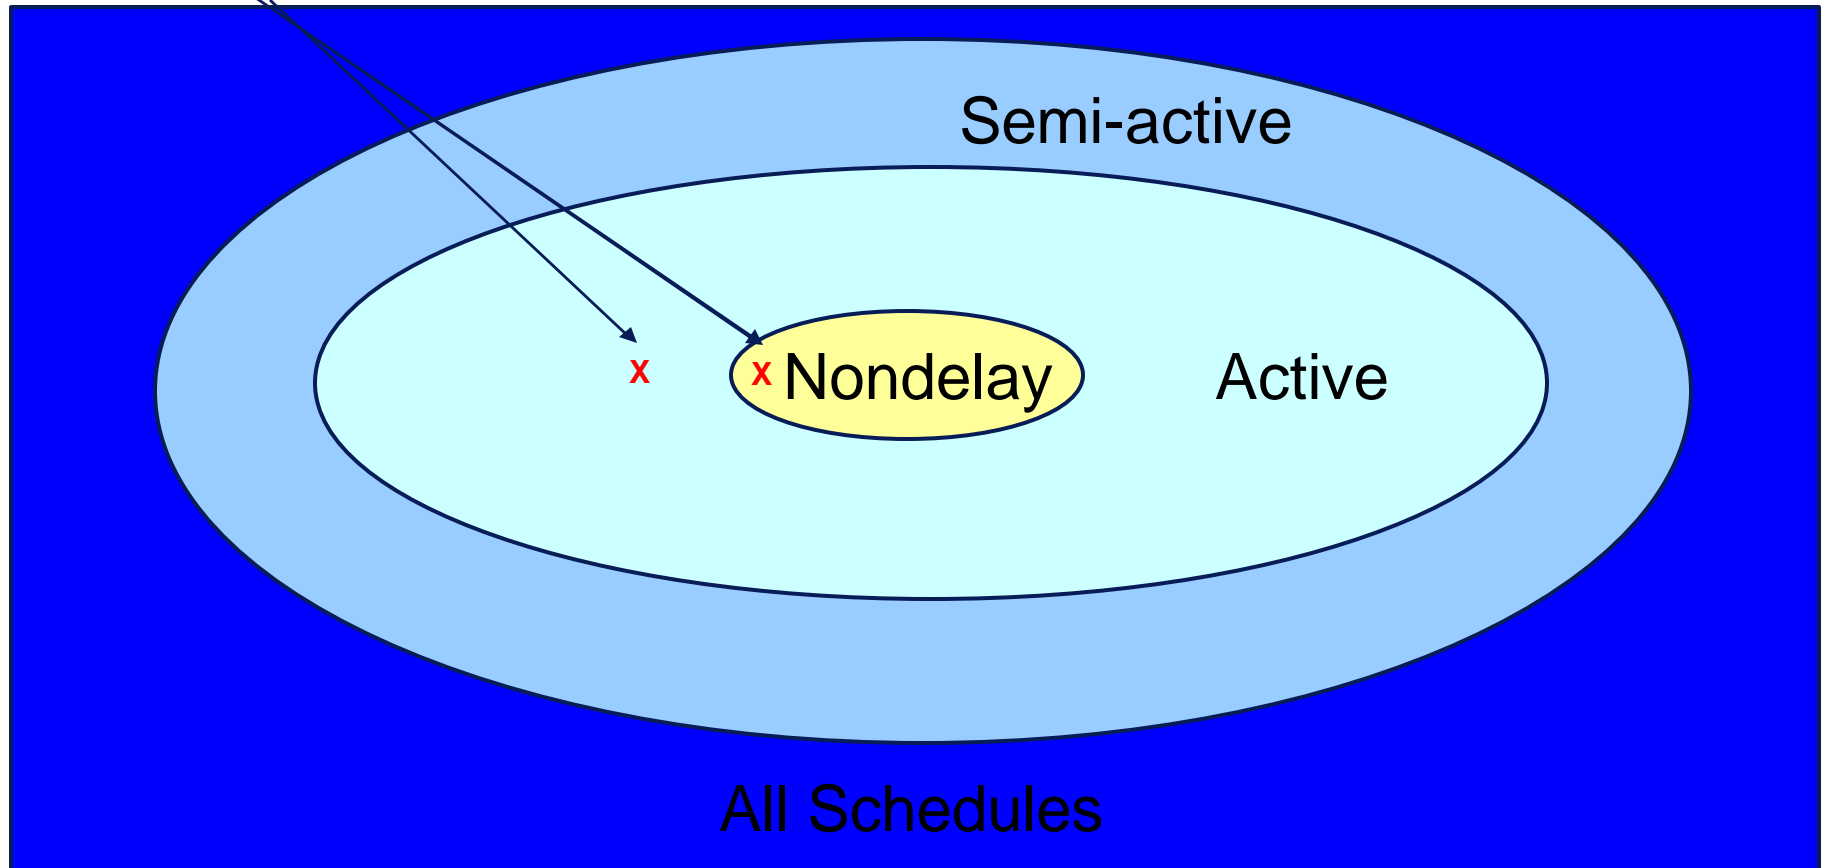 Semi-active
x
x Nondelay
Active
All Schedules